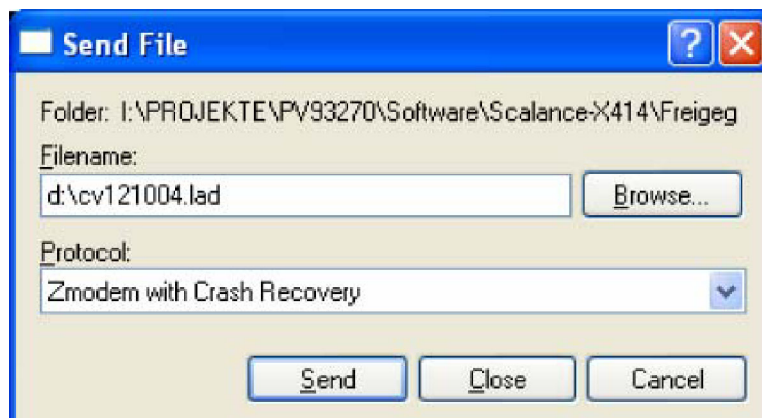 Send File
Folder: I:\PROJEKTE\PV93270\Software\Scalance-X414\Freigeg
Filename:
d:\cv121004.lad
Browse...
Protocol:
Zmodem with Crash Recovery
Send Close Cancel